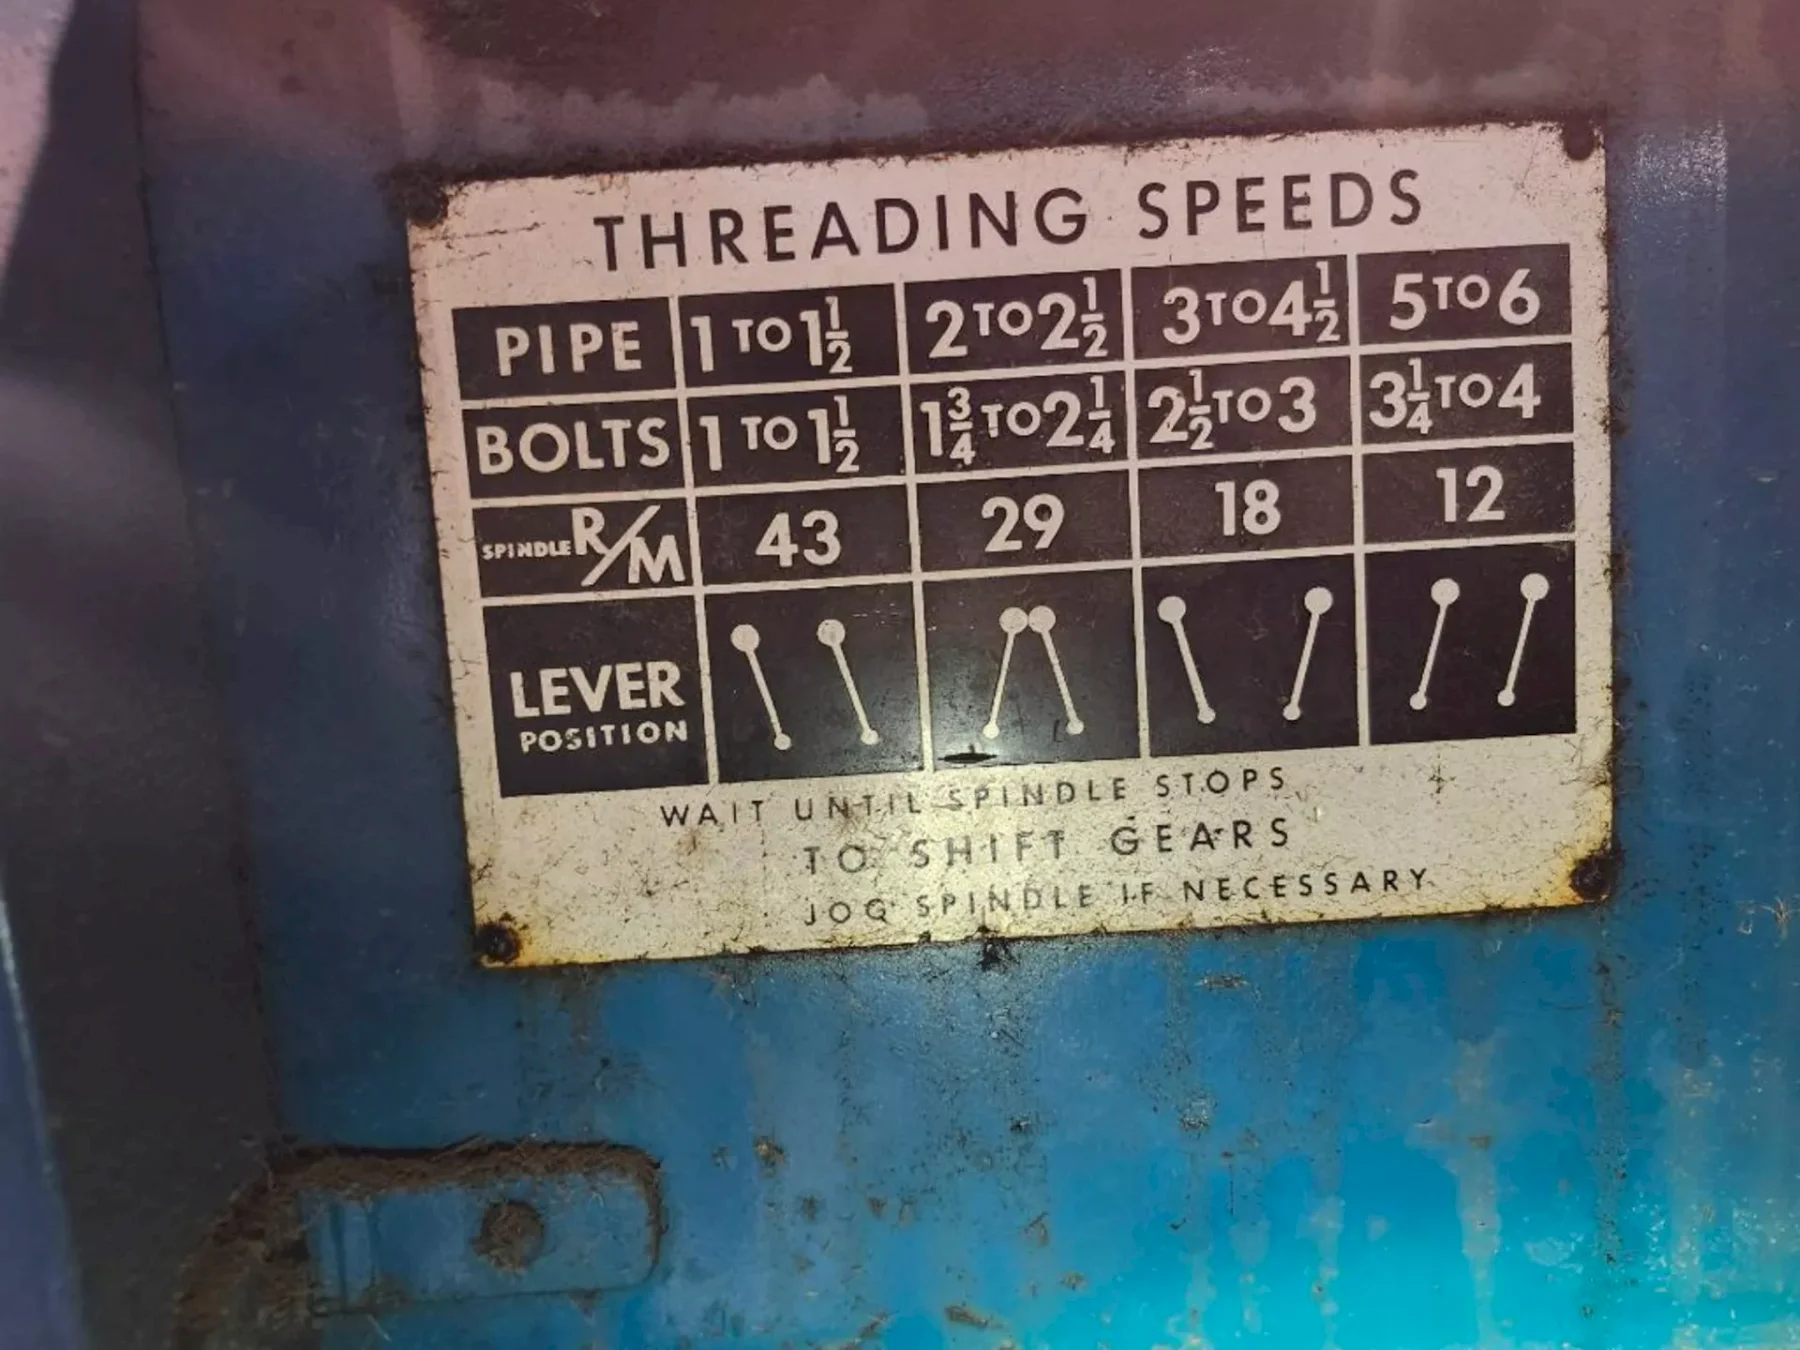 THREADING SPEEDS
PIPE 1 TO 1½ 2 TO 2½ 3 TO 4½ 5 TO 6
BOLTS 1 TO 1½ 1¾ TO 2¼ 2½ TO 3 3¼ TO 4
SPINDLE R/M 43 29 18 12
LEVER
POSITION
WAIT UNTIL SPINDLE STOPS
TO SHIFT GEARS
JOG SPINDLE IF NECESSARY